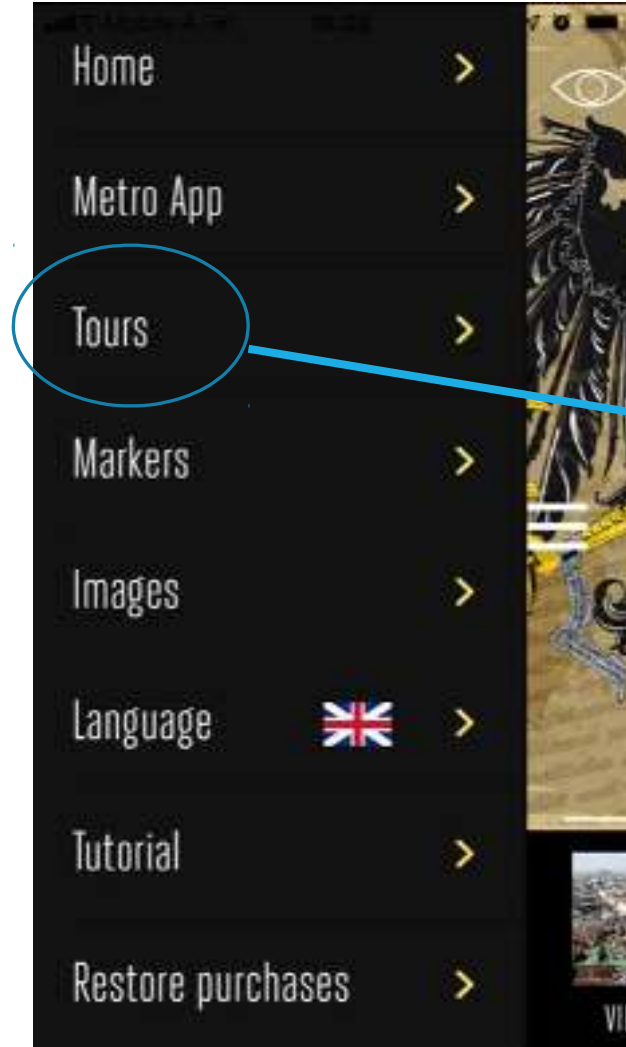 Home
Metro App
Tours
Markers
Images
Language
Tutorial
Restore purchases